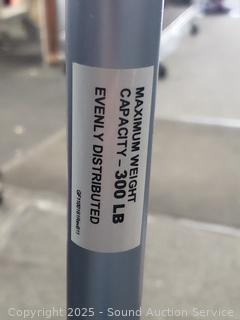 MAXIMUM WEIGHT
CAPACITY – 300 LB
EVENLY DISTRIBUTED
Copyright 2025 - Sound Auction Service